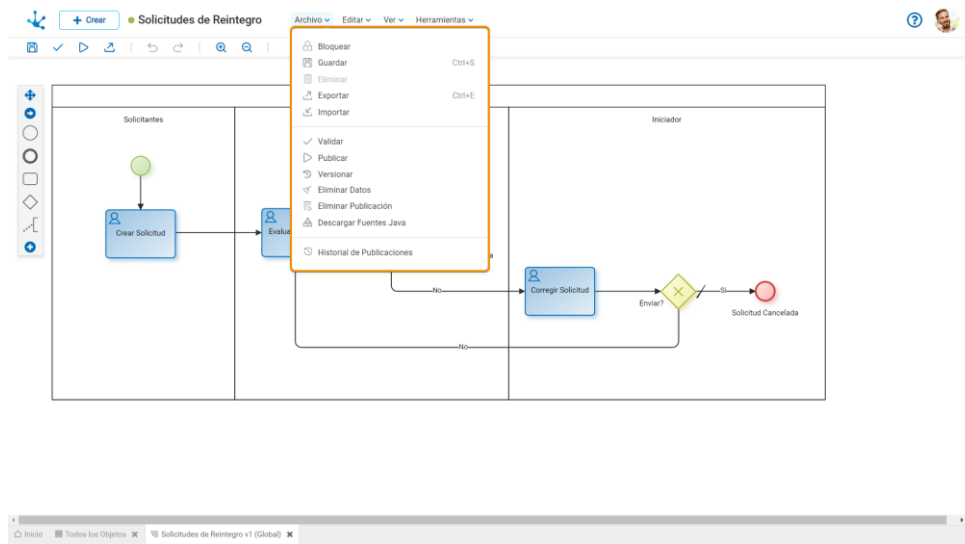 + Crear
Solicitudes de Reintegro
Archivo
Editar
Ver
Herramientas
Bloquear
Guardar Ctrl+S
Eliminar
Exportar Ctrl+E
Importar
Validar
Publicar
Versionar
Eliminar Datos
Eliminar Publicación
Descargar Fuentes Java
Historial de Publicaciones
Solicitantes
Iniciador
Crear Solicitud
No
Corregir Solicitud
Enviar?
Si
Solicitud Cancelada
No
Inicio
Todos los Objetos
Solicitudes de Reintegro v1 (Global)